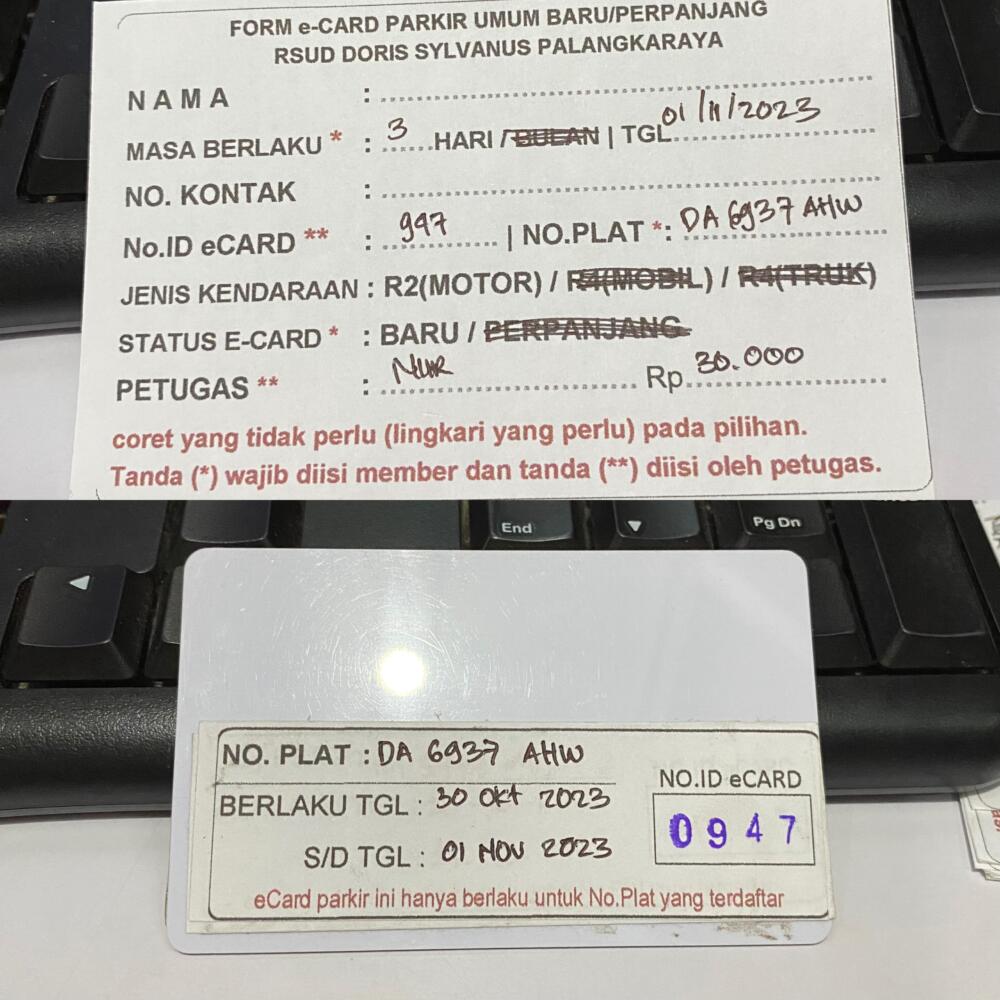 FORM e-CARD PARKIR UMUM BARU/PERPANJANG
RSUD DORIS SYLVANUS PALANGKARAYA
N A M A :
MASA BERLAKU * : 3 HARI / BULAN | TGL 01/11/2023
NO. KONTAK :
No.ID eCARD ** : 947 | NO.PLAT *: DA 6937 AHW
JENIS KENDARAAN : R2(MOTOR) / R4(MOBIL) / R4(TRUK)
STATUS E-CARD * : BARU / PERPANJANG
PETUGAS ** : NUR Rp 30.000
coret yang tidak perlu (lingkari yang perlu) pada pilihan.
Tanda (*) wajib diisi member dan tanda (**) diisi oleh petugas.
End
Pg Dn
NO. PLAT : DA 6937 AHW
BERLAKU TGL : 30 Okt 2023
S/D TGL : 01 NOV 2023
NO.ID eCARD
0947
eCard parkir ini hanya berlaku untuk No.Plat yang terdaftar